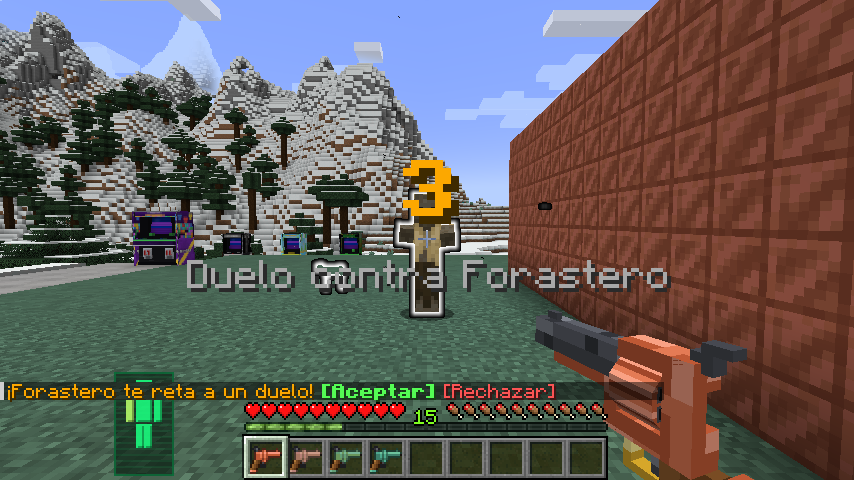 3
Duelo contra Forastero
¡Forastero te reta a un duelo! [Aceptar] [Rechazar]
15